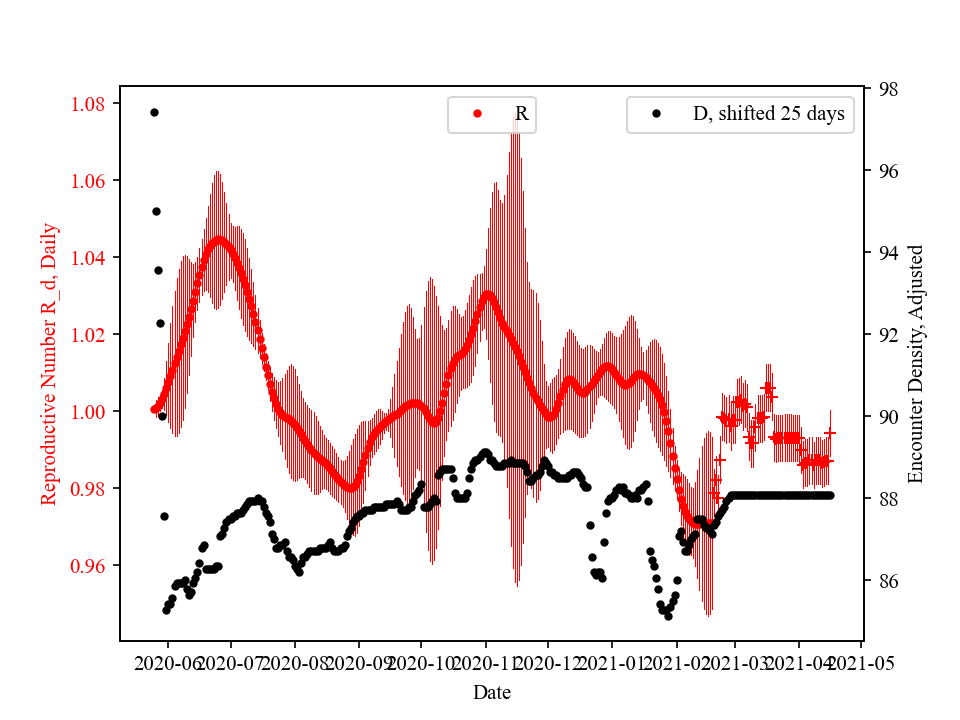 R
D, shifted 25 days
1.08
1.06
1.04
1.02
1.00
0.98
0.96
Reproductive Number R_d, Daily
98
96
94
92
90
88
86
Encounter Density, Adjusted
2020-06 2020-07 2020-08 2020-09 2020-10 2020-11 2020-12 2021-01 2021-02 2021-03 2021-04 2021-05
Date